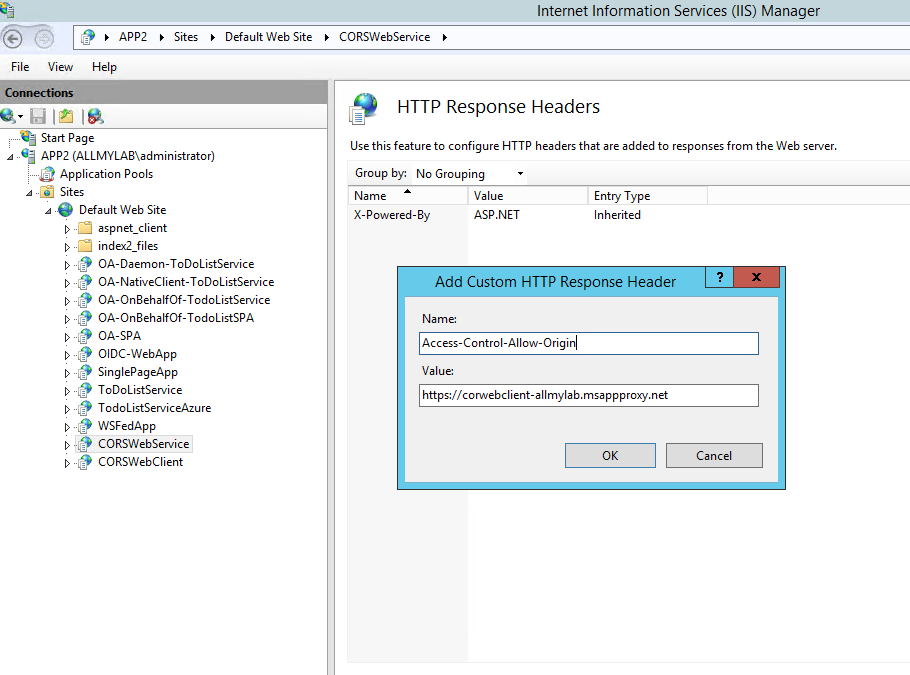 Internet Information Services (IIS) Manager
APP2 Sites Default Web Site CORSWebService
File View Help
Connections
Start Page
APP2 (ALLMYLAB\administrator)
Application Pools
Sites
Default Web Site
aspnet_client
index2_files
OA-Daemon-ToDoListService
OA-NativeClient-ToDoListService
OA-OnBehalfOf-TodoListService
OA-OnBehalfOf-TodoListSPA
OA-SPA
OIDC-WebApp
SinglePageApp
ToDoListService
TodoListServiceAzure
WSFedApp
CORSWebService
CORSWebClient
HTTP Response Headers
Use this feature to configure HTTP headers that are added to responses from the Web server.
Group by: No Grouping
Name Value Entry Type
X-Powered-By ASP.NET Inherited
Add Custom HTTP Response Header ? X
Name:
Access-Control-Allow-Origin
Value:
https://corwebclient-allmylab.msappproxy.net
OK Cancel